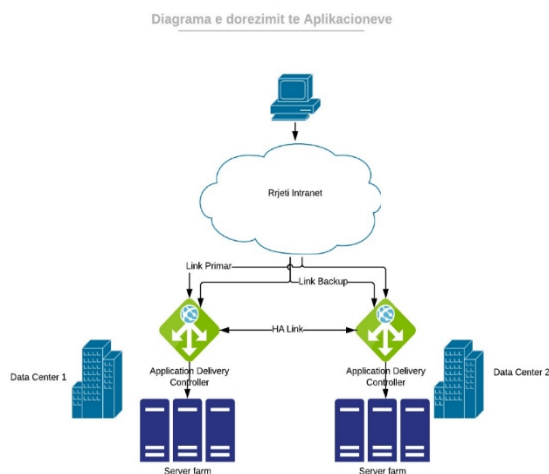 Diagrama e dorezimit te Aplikacioneve
Rrjeti Intranet
Link Primar
Link Backup
HA Link
Data Center 1
Application Delivery
Controller
Application Delivery
Controller
Data Center 2
Server farm
Server farm